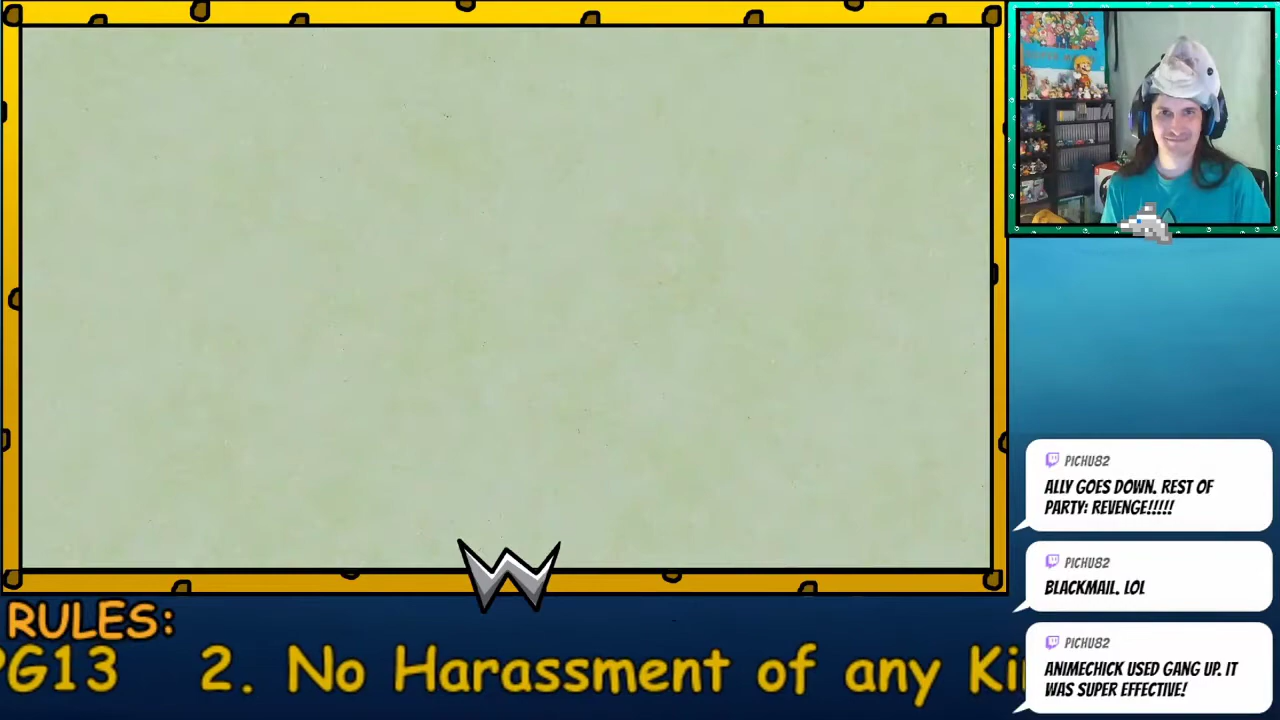 PICHU82
ALLY GOES DOWN. REST OF
PARTY: REVENGE!!!!!
PICHU82
BLACKMAIL. LOL
PICHU82
ANIMECHICK USED GANG UP. IT
WAS SUPER EFFECTIVE!
RULES:
PG13 2. No Harassment of any Ki